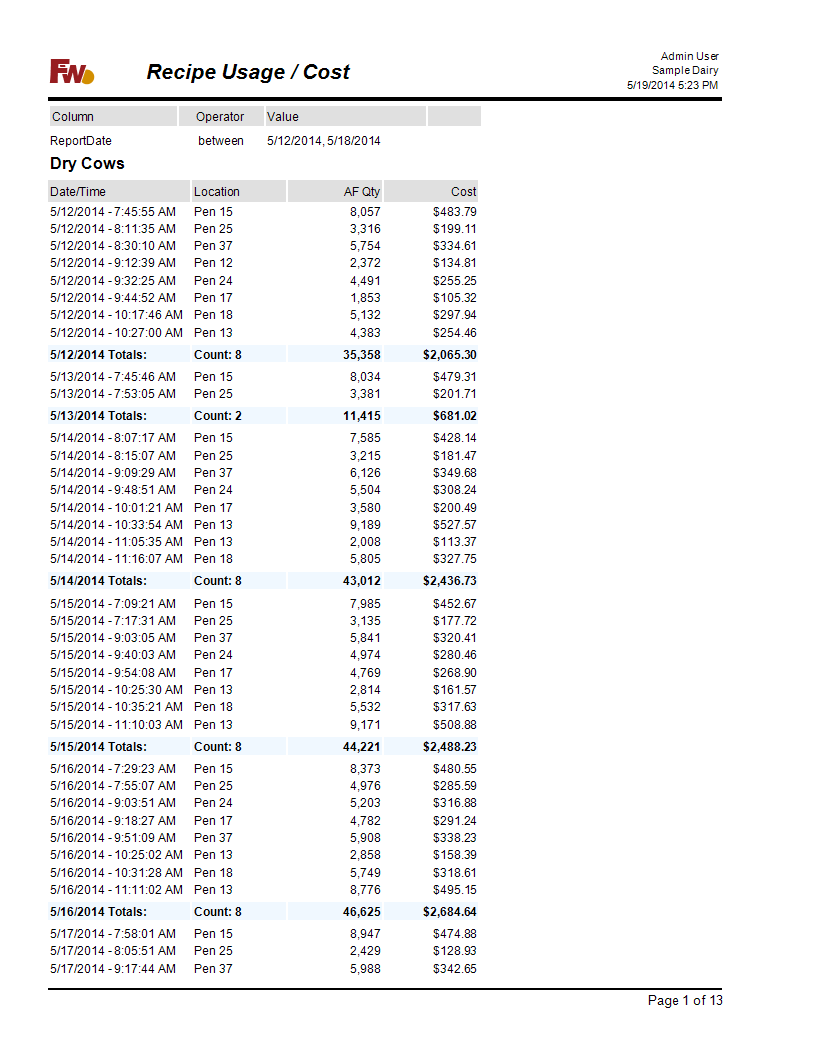 FW
Recipe Usage / Cost
Admin User
Sample Dairy
5/19/2014 5:23 PM
Column Operator Value
ReportDate between 5/12/2014, 5/18/2014
Dry Cows
Date/Time Location AF Qty Cost
5/12/2014 - 7:45:55 AM Pen 15 8,057 $483.79
5/12/2014 - 8:11:35 AM Pen 25 3,316 $199.11
5/12/2014 - 8:30:10 AM Pen 37 5,754 $334.61
5/12/2014 - 9:12:39 AM Pen 12 2,372 $134.81
5/12/2014 - 9:32:25 AM Pen 24 4,491 $255.25
5/12/2014 - 9:44:52 AM Pen 17 1,853 $105.32
5/12/2014 - 10:17:46 AM Pen 18 5,132 $297.94
5/12/2014 - 10:27:00 AM Pen 13 4,383 $254.46
5/12/2014 Totals: Count: 8 35,358 $2,065.30
5/13/2014 - 7:45:46 AM Pen 15 8,034 $479.31
5/13/2014 - 7:53:05 AM Pen 25 3,381 $201.71
5/13/2014 Totals: Count: 2 11,415 $681.02
5/14/2014 - 8:07:17 AM Pen 15 7,585 $428.14
5/14/2014 - 8:15:07 AM Pen 25 3,215 $181.47
5/14/2014 - 9:09:29 AM Pen 37 6,126 $349.68
5/14/2014 - 9:48:51 AM Pen 24 5,504 $308.24
5/14/2014 - 10:01:21 AM Pen 17 3,580 $200.49
5/14/2014 - 10:33:54 AM Pen 13 9,189 $527.57
5/14/2014 - 11:05:35 AM Pen 13 2,008 $113.37
5/14/2014 - 11:16:07 AM Pen 18 5,805 $327.75
5/14/2014 Totals: Count: 8 43,012 $2,436.73
5/15/2014 - 7:09:21 AM Pen 15 7,985 $452.67
5/15/2014 - 7:17:31 AM Pen 25 3,135 $177.72
5/15/2014 - 9:03:05 AM Pen 37 5,841 $320.41
5/15/2014 - 9:40:03 AM Pen 24 4,974 $280.46
5/15/2014 - 9:54:08 AM Pen 17 4,769 $268.90
5/15/2014 - 10:25:30 AM Pen 13 2,814 $161.57
5/15/2014 - 10:35:21 AM Pen 18 5,532 $317.63
5/15/2014 - 11:10:03 AM Pen 13 9,171 $508.88
5/15/2014 Totals: Count: 8 44,221 $2,488.23
5/16/2014 - 7:29:23 AM Pen 15 8,373 $480.55
5/16/2014 - 7:55:07 AM Pen 25 4,976 $285.59
5/16/2014 - 9:03:51 AM Pen 24 5,203 $316.88
5/16/2014 - 9:18:27 AM Pen 17 4,782 $291.24
5/16/2014 - 9:51:09 AM Pen 37 5,908 $338.23
5/16/2014 - 10:25:02 AM Pen 13 2,858 $158.39
5/16/2014 - 10:31:28 AM Pen 18 5,749 $318.61
5/16/2014 - 11:11:02 AM Pen 13 8,776 $495.15
5/16/2014 Totals: Count: 8 46,625 $2,684.64
5/17/2014 - 7:58:01 AM Pen 15 8,947 $474.88
5/17/2014 - 8:05:51 AM Pen 25 2,429 $128.93
5/17/2014 - 9:17:44 AM Pen 37 5,988 $342.65
Page 1 of 13